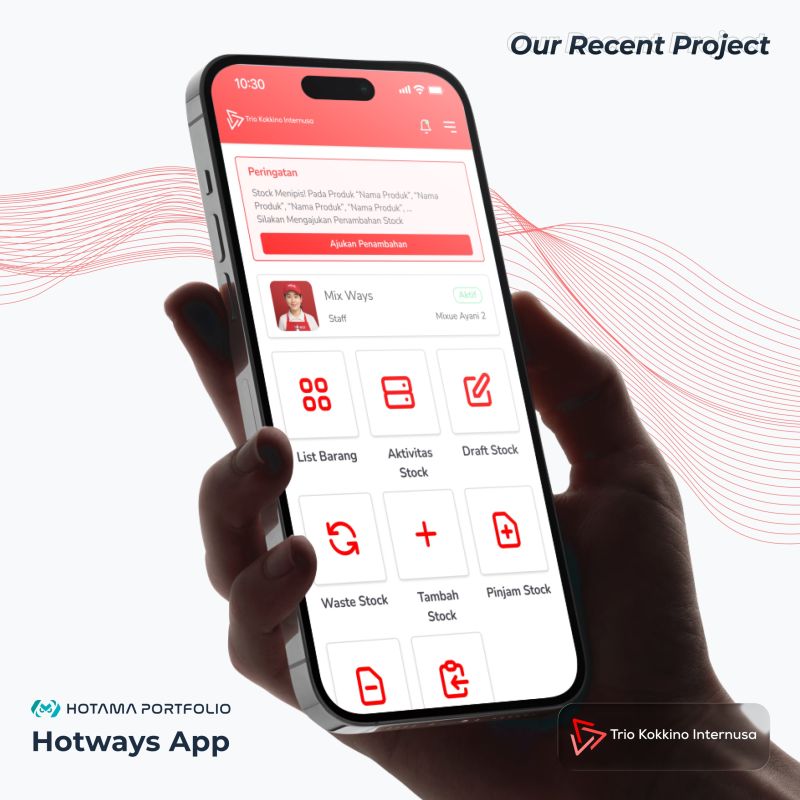 Our Recent Project
10:30
Trio Kokkino Internusa
Peringatan
Stock Menipis! Pada Produk "Nama Produk", "Nama
Produk", "Nama Produk", "Nama Produk", ...
Silakan Mengajukan Penambahan Stock
Ajukan Penambahan
Mix Ways
Aktif
Staff
Mixue Ayani 2
List Barang
Aktivitas
Stock
Draft Stock
Waste Stock
Tambah
Stock
Pinjam Stock
HOTAMA PORTFOLIO
Hotways App
Trio Kokkino Internusa